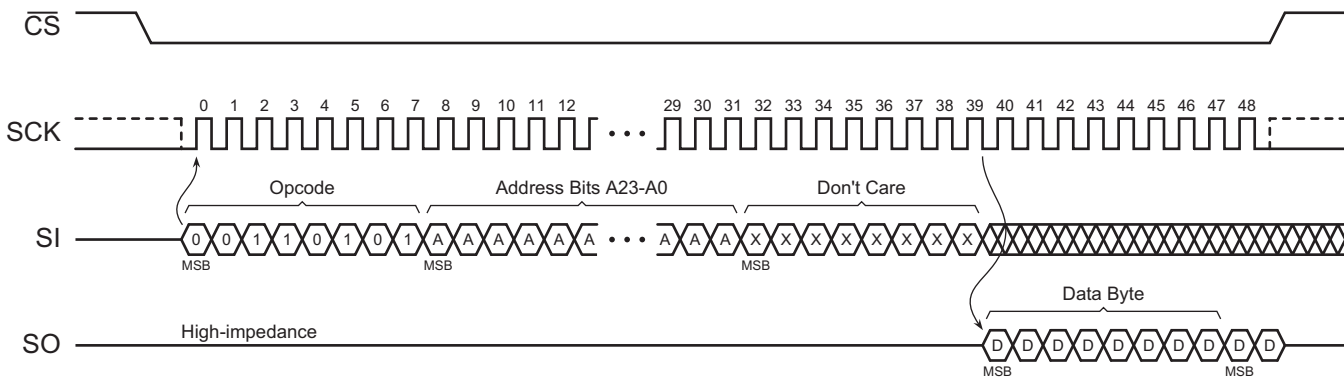 CS
0 1 2 3 4 5 6 7 8 9 10 11 12 29 30 31 32 33 34 35 36 37 38 39 40 41 42 43 44 45 46 47 48
SCK
Opcode Address Bits A23-A0 Don't Care
SI 0 0 1 1 0 1 0 1 A A A A A A A A A X X X X X X X X
MSB MSB MSB
Data Byte
High-impedance
SO D D D D D D D D D D
MSB MSB